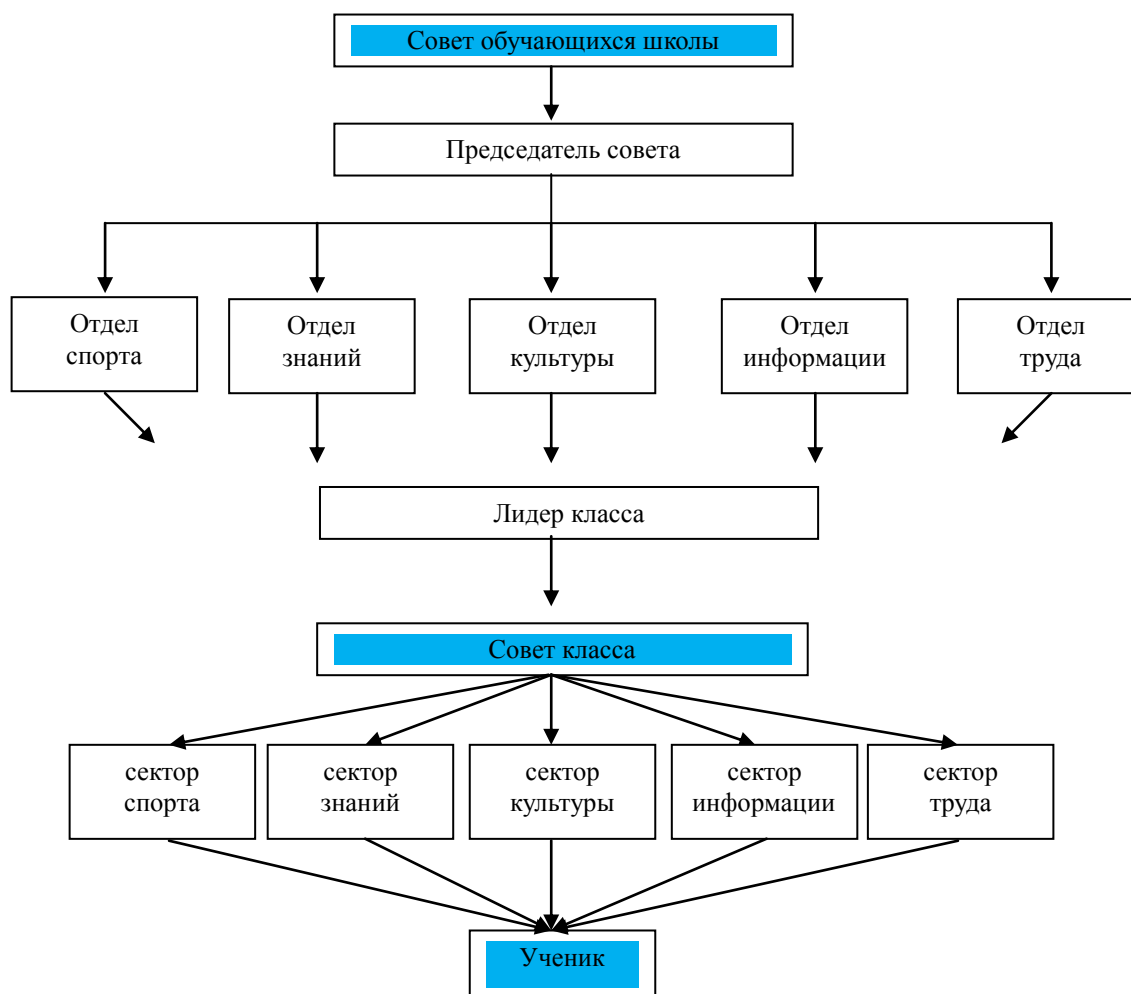 Совет обучающихся школы
Председатель совета
Отдел
спорта
Отдел
знаний
Отдел
культуры
Отдел
информации
Отдел
труда
Лидер класса
Совет класса
сектор
спорта
сектор
знаний
сектор
культуры
сектор
информации
сектор
труда
Ученик